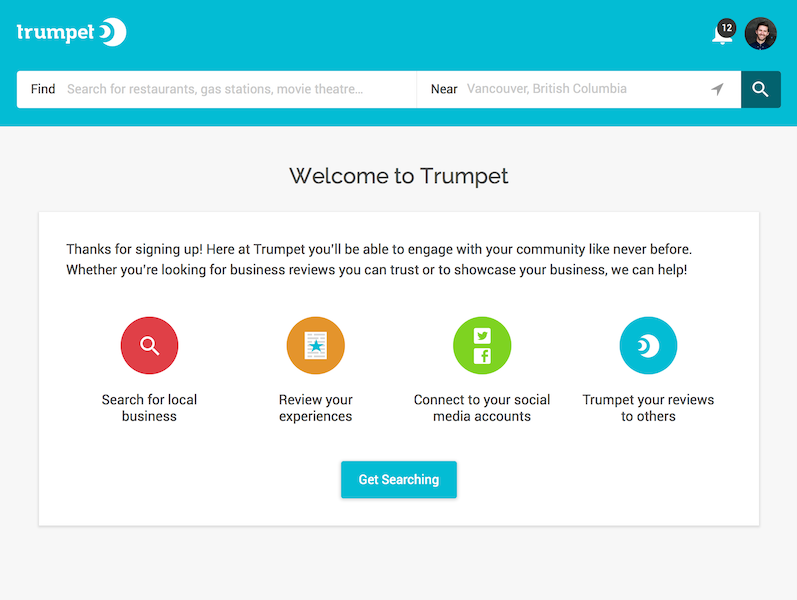 trumpet
12
Find Search for restaurants, gas stations, movie theatre... Near Vancouver, British Columbia
Welcome to Trumpet
Thanks for signing up! Here at Trumpet you'll be able to engage with your community like never before.
Whether you're looking for business reviews you can trust or to showcase your business, we can help!
Search for local
business
Review your
experiences
Connect to your social
media accounts
Trumpet your reviews
to others
Get Searching